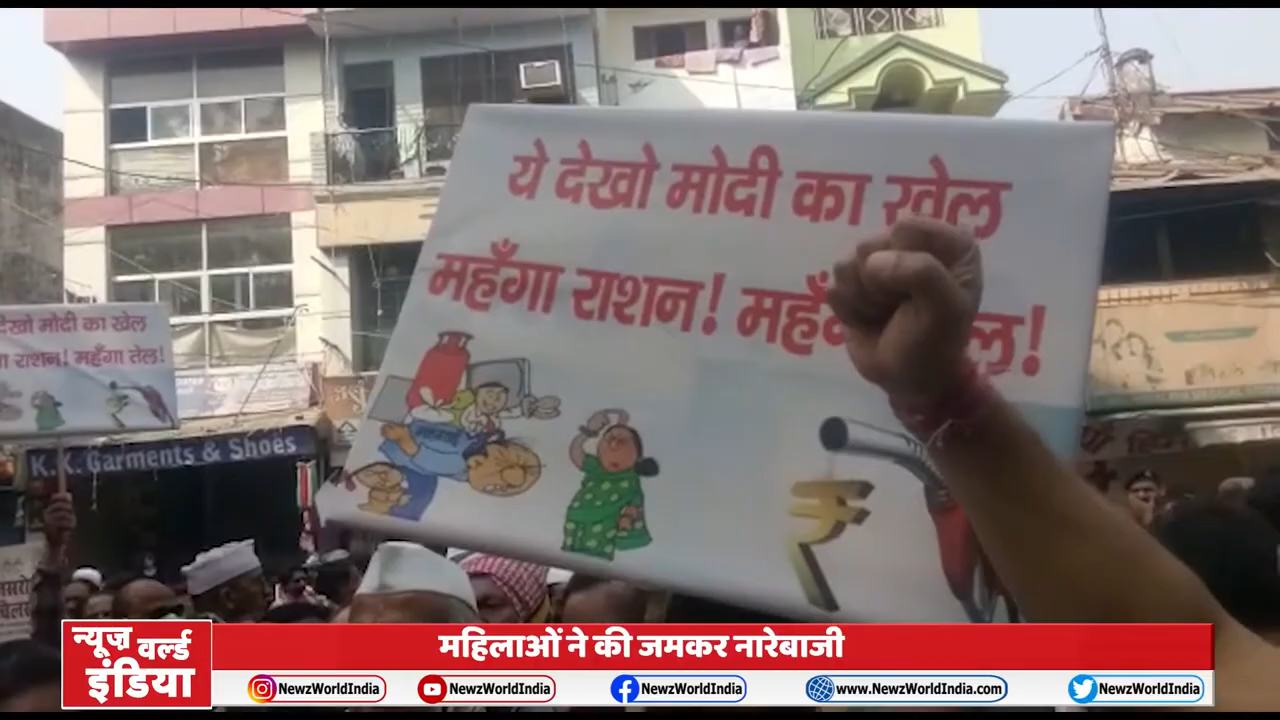 ये देखो मोदी का खेल
महँगा राशन! महँ ल!
देखो मोदी का खेल
राशन! महँगा तेल!
K.K. Garments & Shoes
न्यूज़ वर्ल्ड
इंडिया
महिलाओं ने की जमकर नारेबाजी
NewzWorldIndia
NewzWorldIndia
NewzWorldIndia
www.NewzWorldIndia.com
NewzWorldIndia